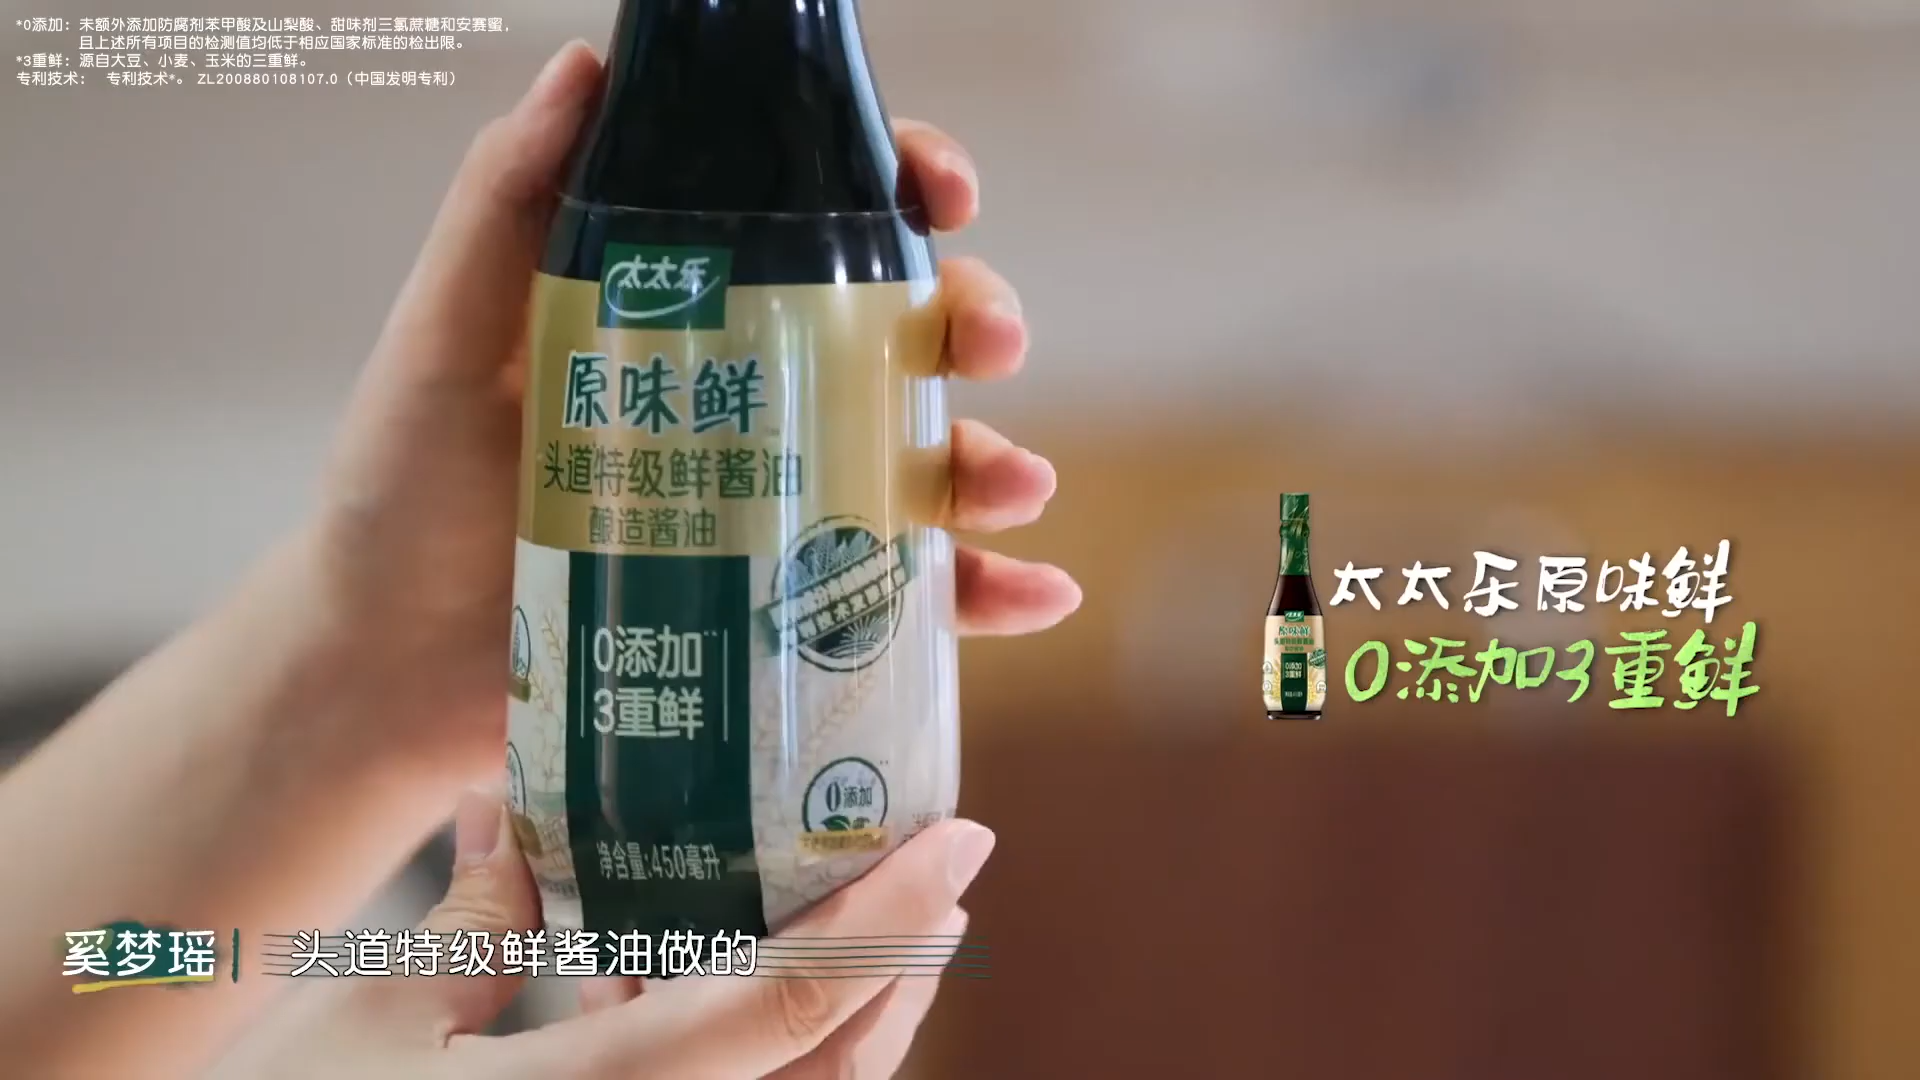 *0添加：未额外添加防腐剂苯甲酸及山梨酸、甜味剂三氯蔗糖和安赛蜜，
且上述所有项目的检测值均低于相应国家标准的检出限。
*3重鲜：源自大豆、小麦、玉米的三重鲜。
专利技术： 专利技术*。 ZL200880108107.0（中国发明专利）
太太乐
原味鲜
头道特级鲜酱油
酿造酱油
0添加
3重鲜
0添加
净含量:450毫升
太太乐原味鲜
0添加3重鲜
奚梦瑶
头道特级鲜酱油做的